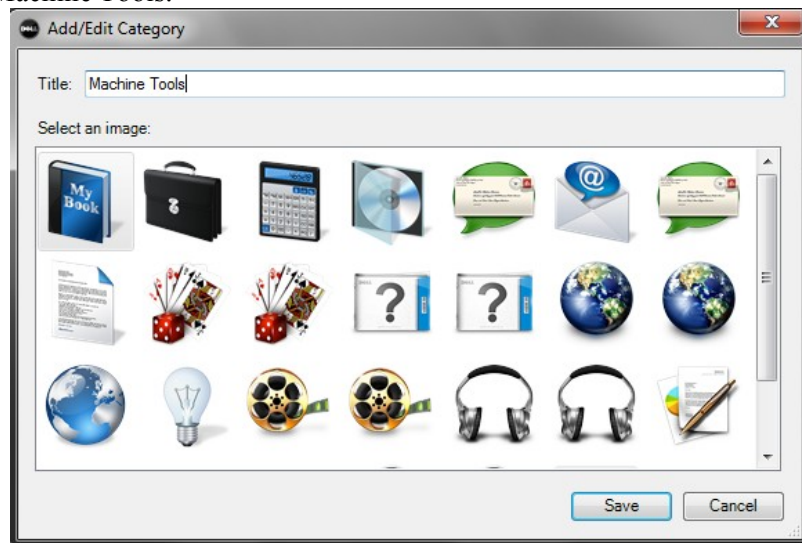 Add/Edit Category
Title: Machine Tools
Select an image:
My
Book
@
Save Cancel